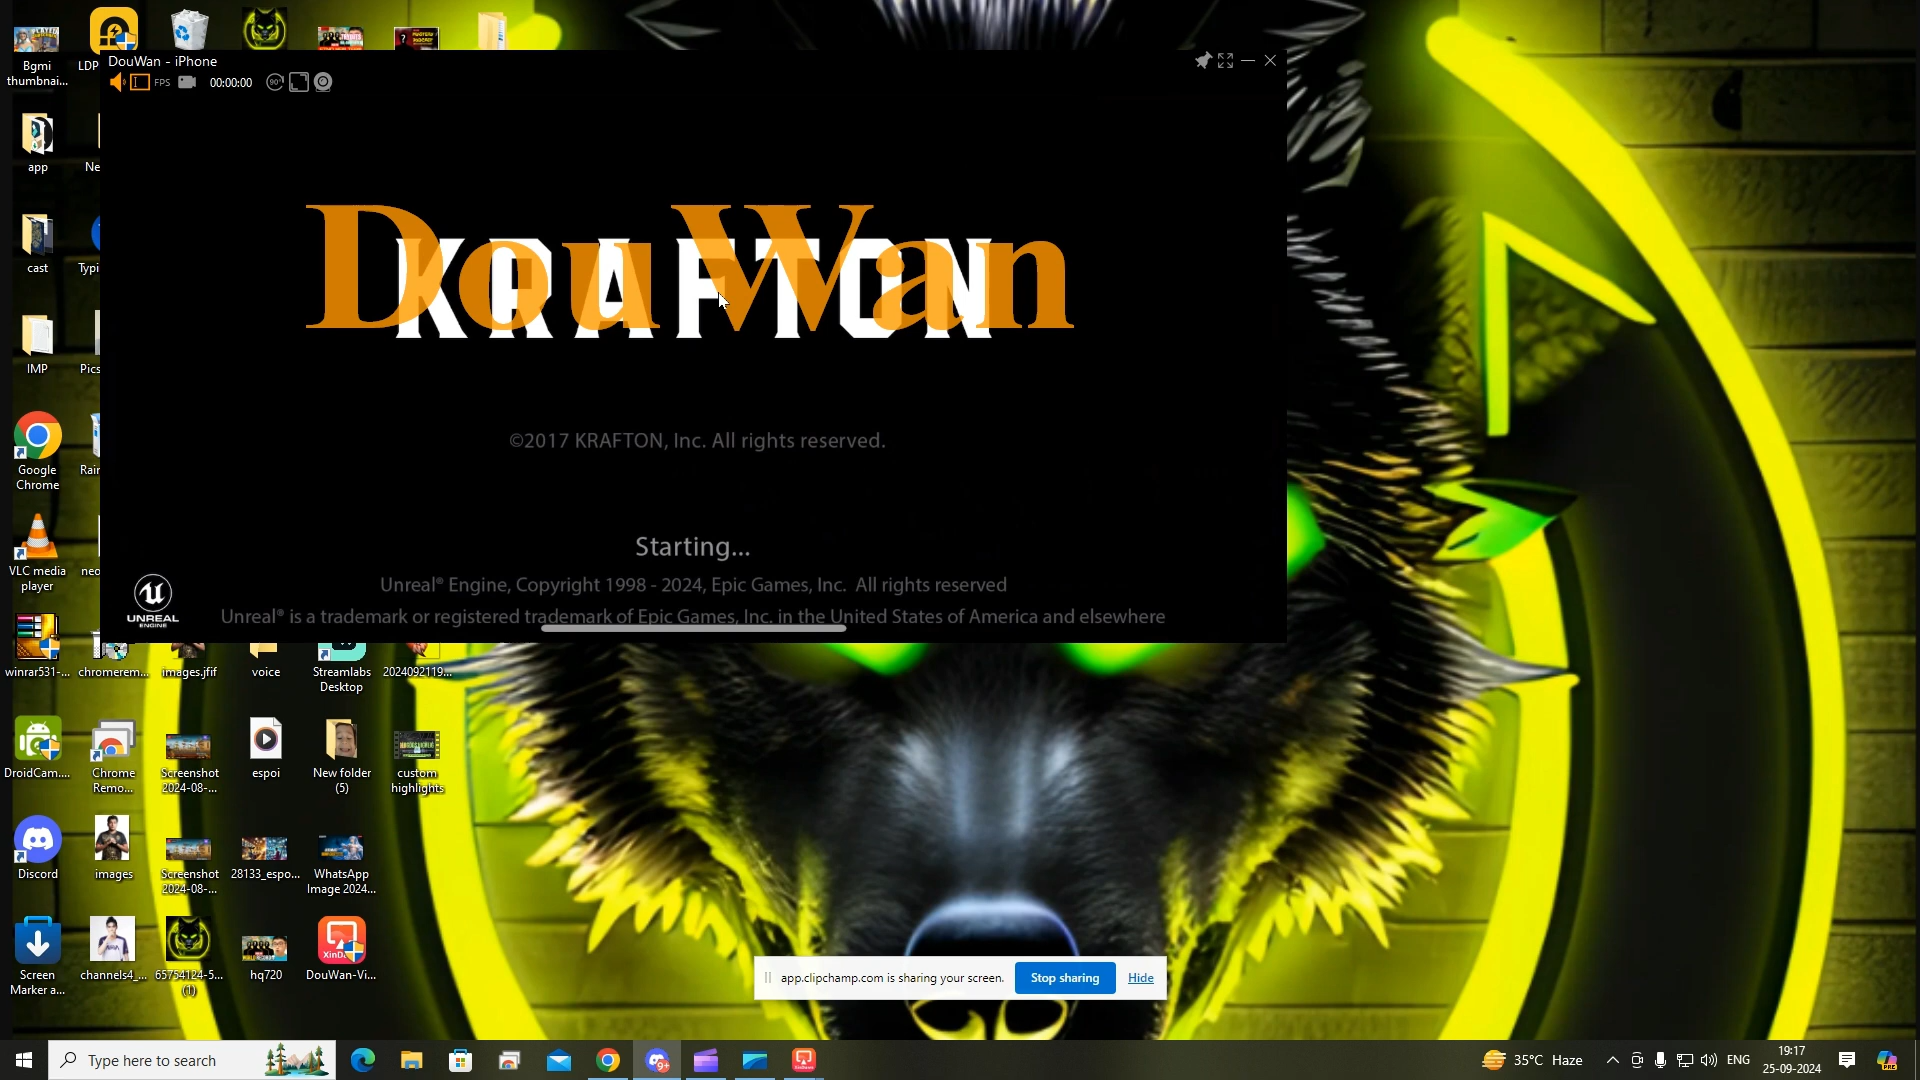 Bgmi
thumbnai...
LDP
DouWan - iPhone
FPS
00:00:00
90°
app
Ne
DouWan
KRAFTON
cast
Typi
IMP
Pics
©2017 KRAFTON, Inc. All rights reserved.
Google
Chrome
Rair
Starting...
VLC media
player
neo
Unreal® Engine, Copyright 1998 - 2024, Epic Games, Inc. All rights reserved
UNREAL
ENGINE
Unreal® is a trademark or registered trademark of Epic Games, Inc. in the United States of America and elsewhere
winrar531-...
chromerem...
images.jfif
voice
Streamlabs
Desktop
2024092119...
DroidCam....
Chrome
Remo...
Screenshot
2024-08-...
espoi
New folder
(5)
custom
highlights
Discord
images
Screenshot
2024-08-...
28133_espo...
WhatsApp
Image 2024...
Screen
Marker a...
channels4_...
65754124-5...
(1)
hq720
DouWan-Vi...
app.clipchamp.com is sharing your screen.
Stop sharing
Hide
Type here to search
9+
35°C Haze
ENG
19:17
25-09-2024